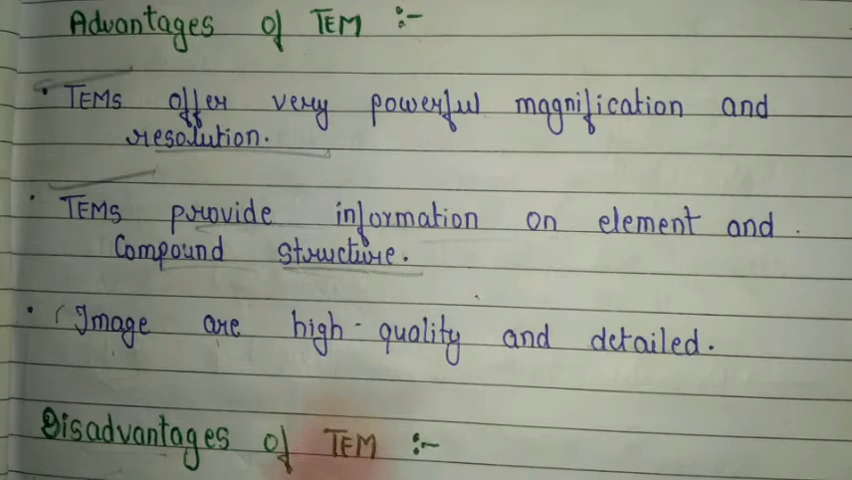 Advantages of TEM :-
• TEMs offer very powerful magnification and
resolution.
• TEMs provide information on element and
Compound structure.
• Image are high-quality and detailed.
Disadvantages of TEM :-